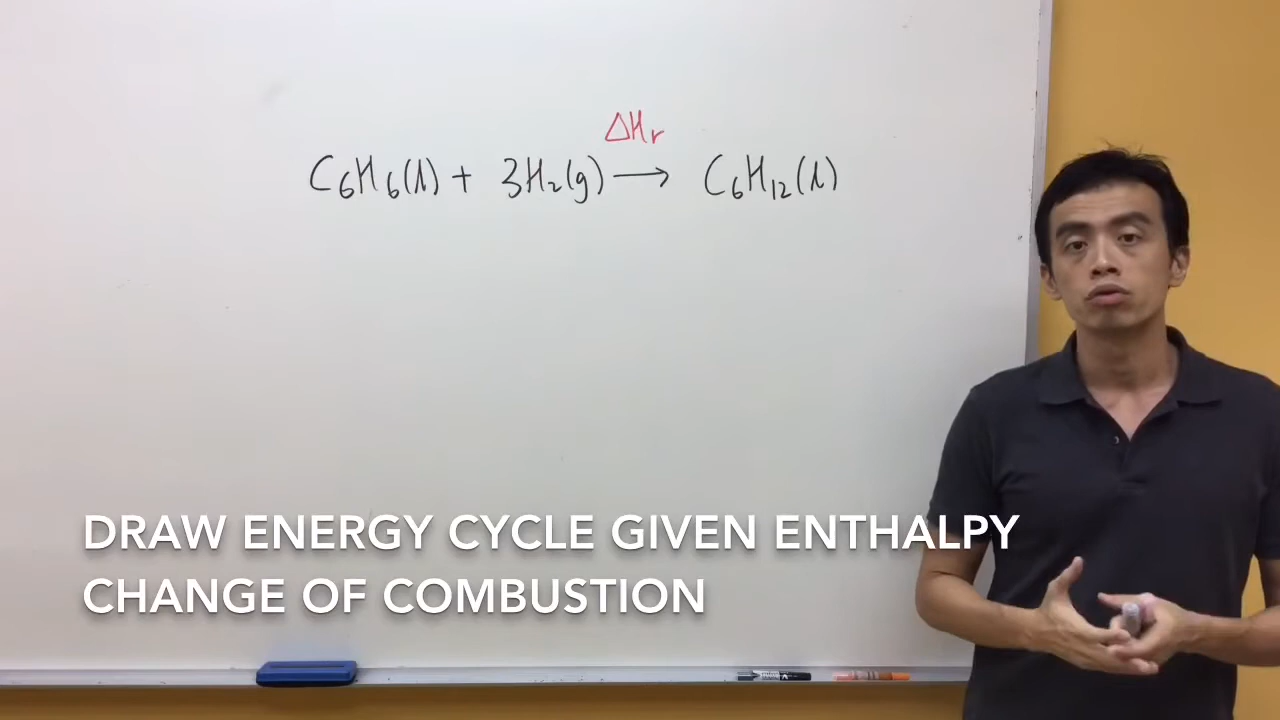 ΔHr
C6H6(l) + 3H2(g) ⟶ C6H12(l)
DRAW ENERGY CYCLE GIVEN ENTHALPY
CHANGE OF COMBUSTION